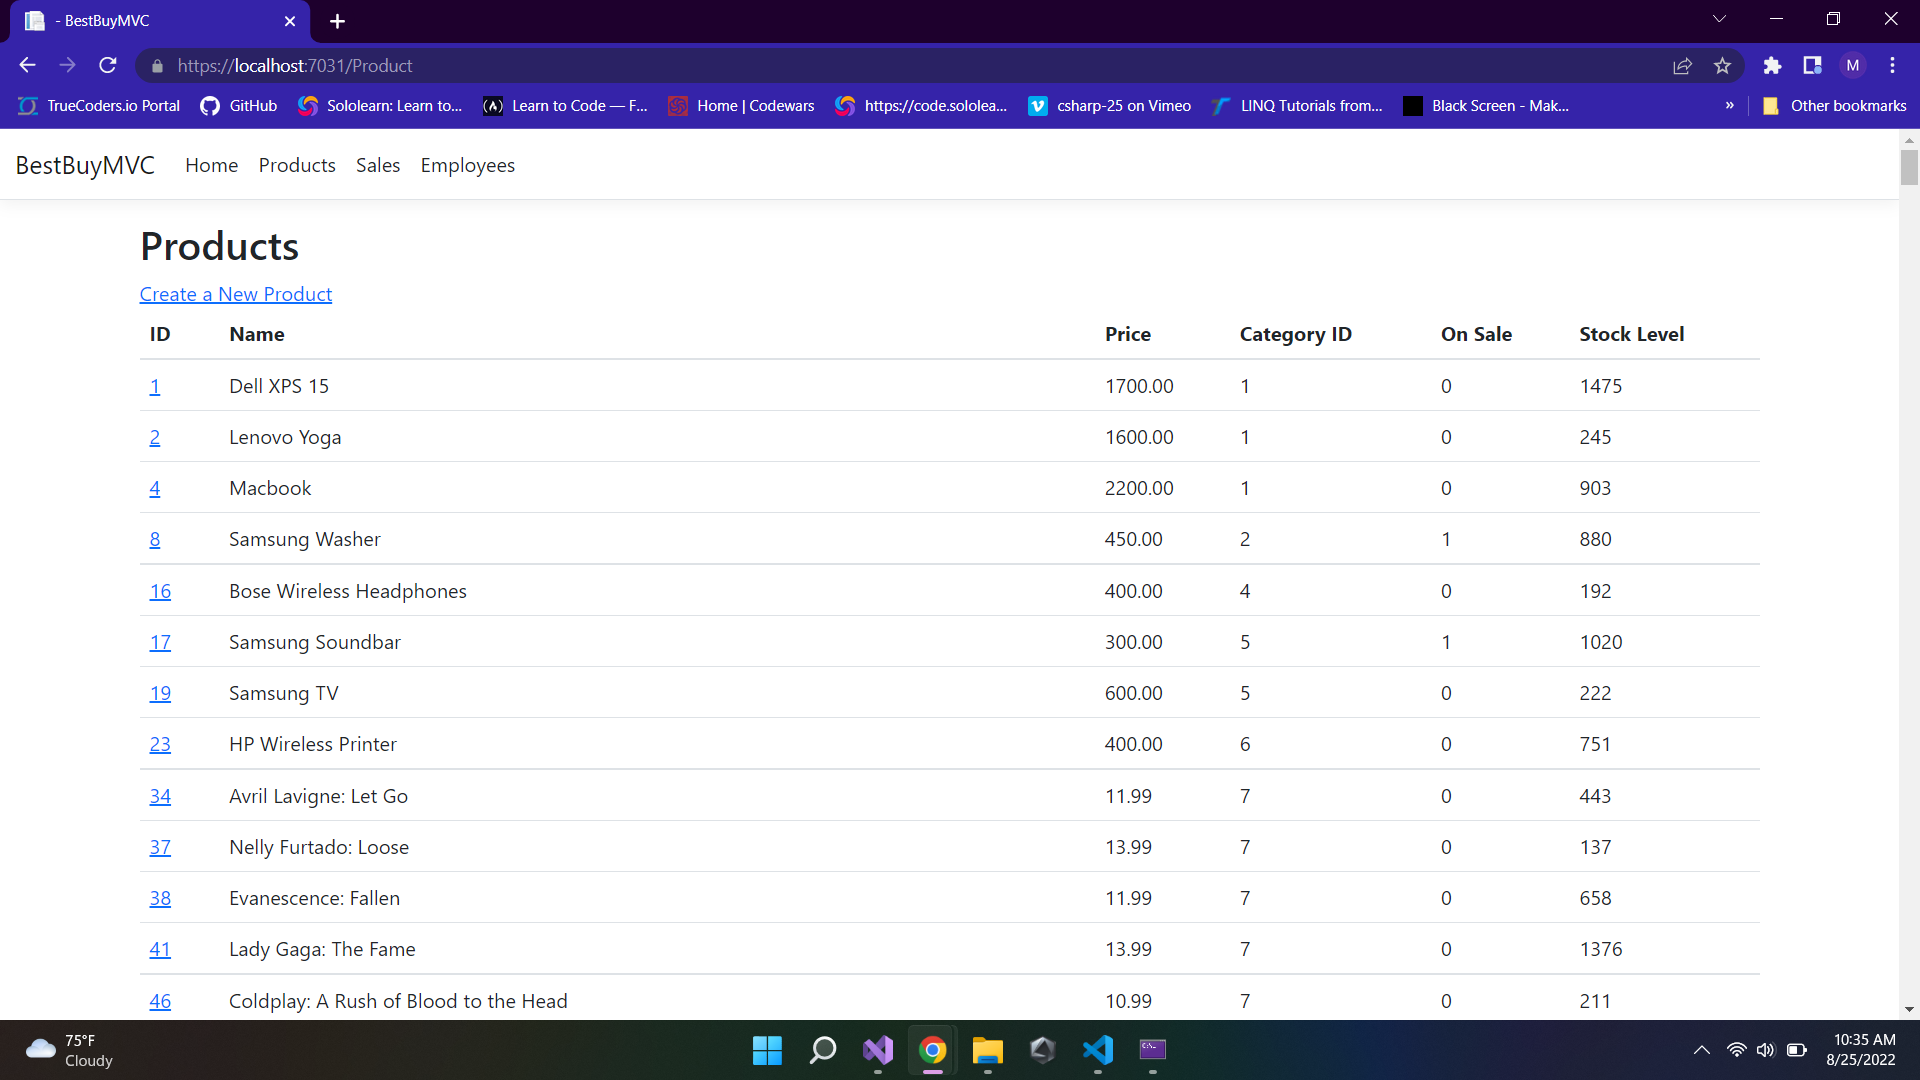 - BestBuyMVC
https://localhost:7031/Product
M
TrueCoders.io Portal GitHub Sololearn: Learn to... Learn to Code — F... Home | Codewars https://code.sololea... csharp-25 on Vimeo LINQ Tutorials from... Black Screen - Mak... » Other bookmarks
BestBuyMVC Home Products Sales Employees
Products
Create a New Product
ID Name Price Category ID On Sale Stock Level
1 Dell XPS 15 1700.00 1 0 1475
2 Lenovo Yoga 1600.00 1 0 245
4 Macbook 2200.00 1 0 903
8 Samsung Washer 450.00 2 1 880
16 Bose Wireless Headphones 400.00 4 0 192
17 Samsung Soundbar 300.00 5 1 1020
19 Samsung TV 600.00 5 0 222
23 HP Wireless Printer 400.00 6 0 751
34 Avril Lavigne: Let Go 11.99 7 0 443
37 Nelly Furtado: Loose 13.99 7 0 137
38 Evanescence: Fallen 11.99 7 0 658
41 Lady Gaga: The Fame 13.99 7 0 1376
46 Coldplay: A Rush of Blood to the Head 10.99 7 0 211
75°F
Cloudy
10:35 AM
8/25/2022